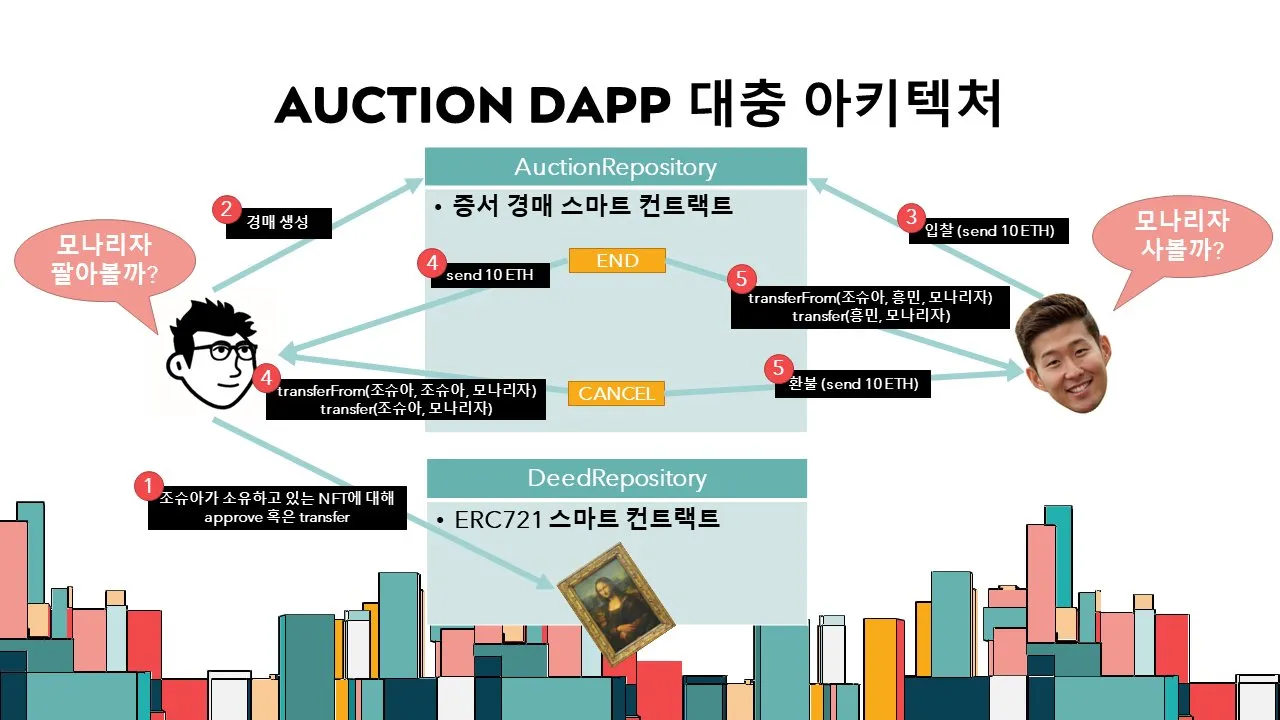 AUCTION DAPP 대충 아키텍처
AuctionRepository
• 증서 경매 스마트 컨트랙트
2
경매 생성
3
입찰 (send 10 ETH)
모나리자
팔아볼까?
모나리자
사볼까?
4
send 10 ETH
END
5
transferFrom(조슈아, 흥민, 모나리자)
transfer(흥민, 모나리자)
4
transferFrom(조슈아, 조슈아, 모나리자)
transfer(조슈아, 모나리자)
CANCEL
5
환불 (send 10 ETH)
DeedRepository
• ERC721 스마트 컨트랙트
1
조슈아가 소유하고 있는 NFT에 대해
approve 혹은 transfer